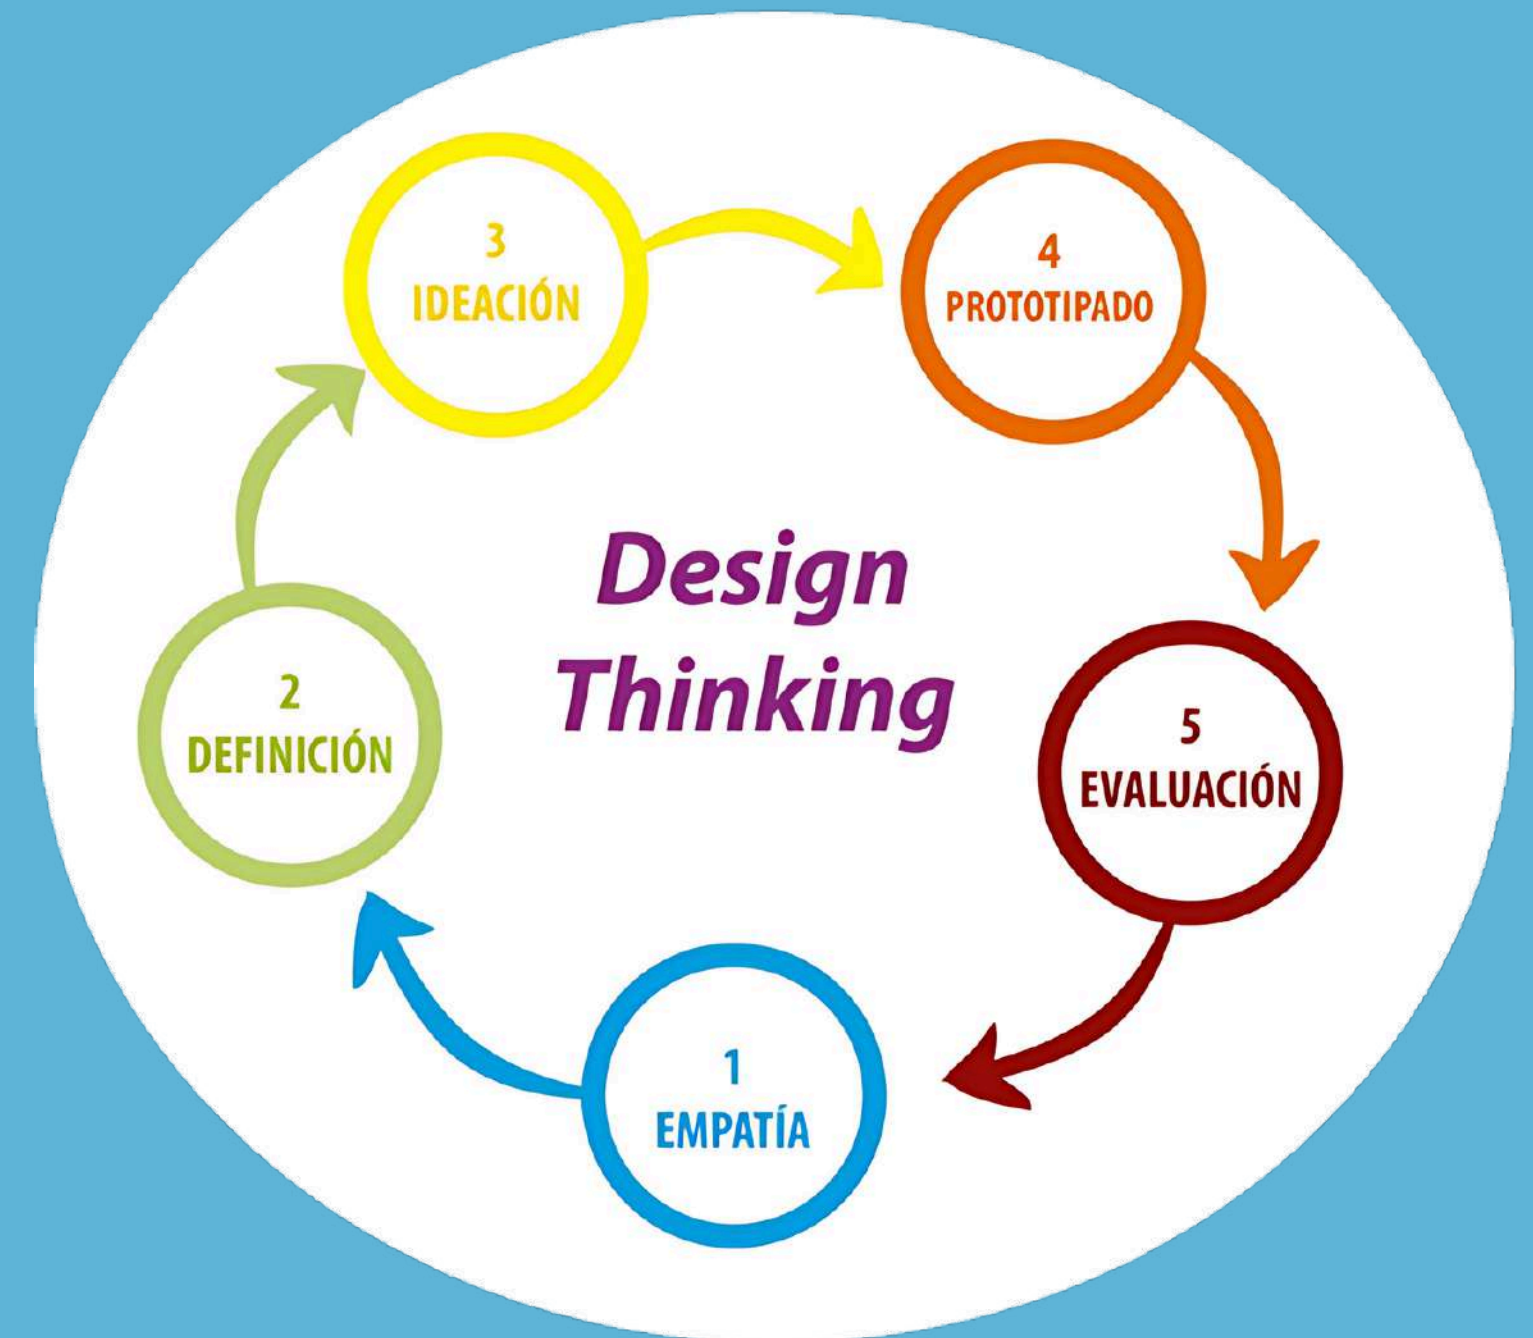 3
IDEACIÓN
4
PROTOTIPADO
Design
Thinking
2
DEFINICIÓN
5
EVALUACIÓN
1
EMPATÍA